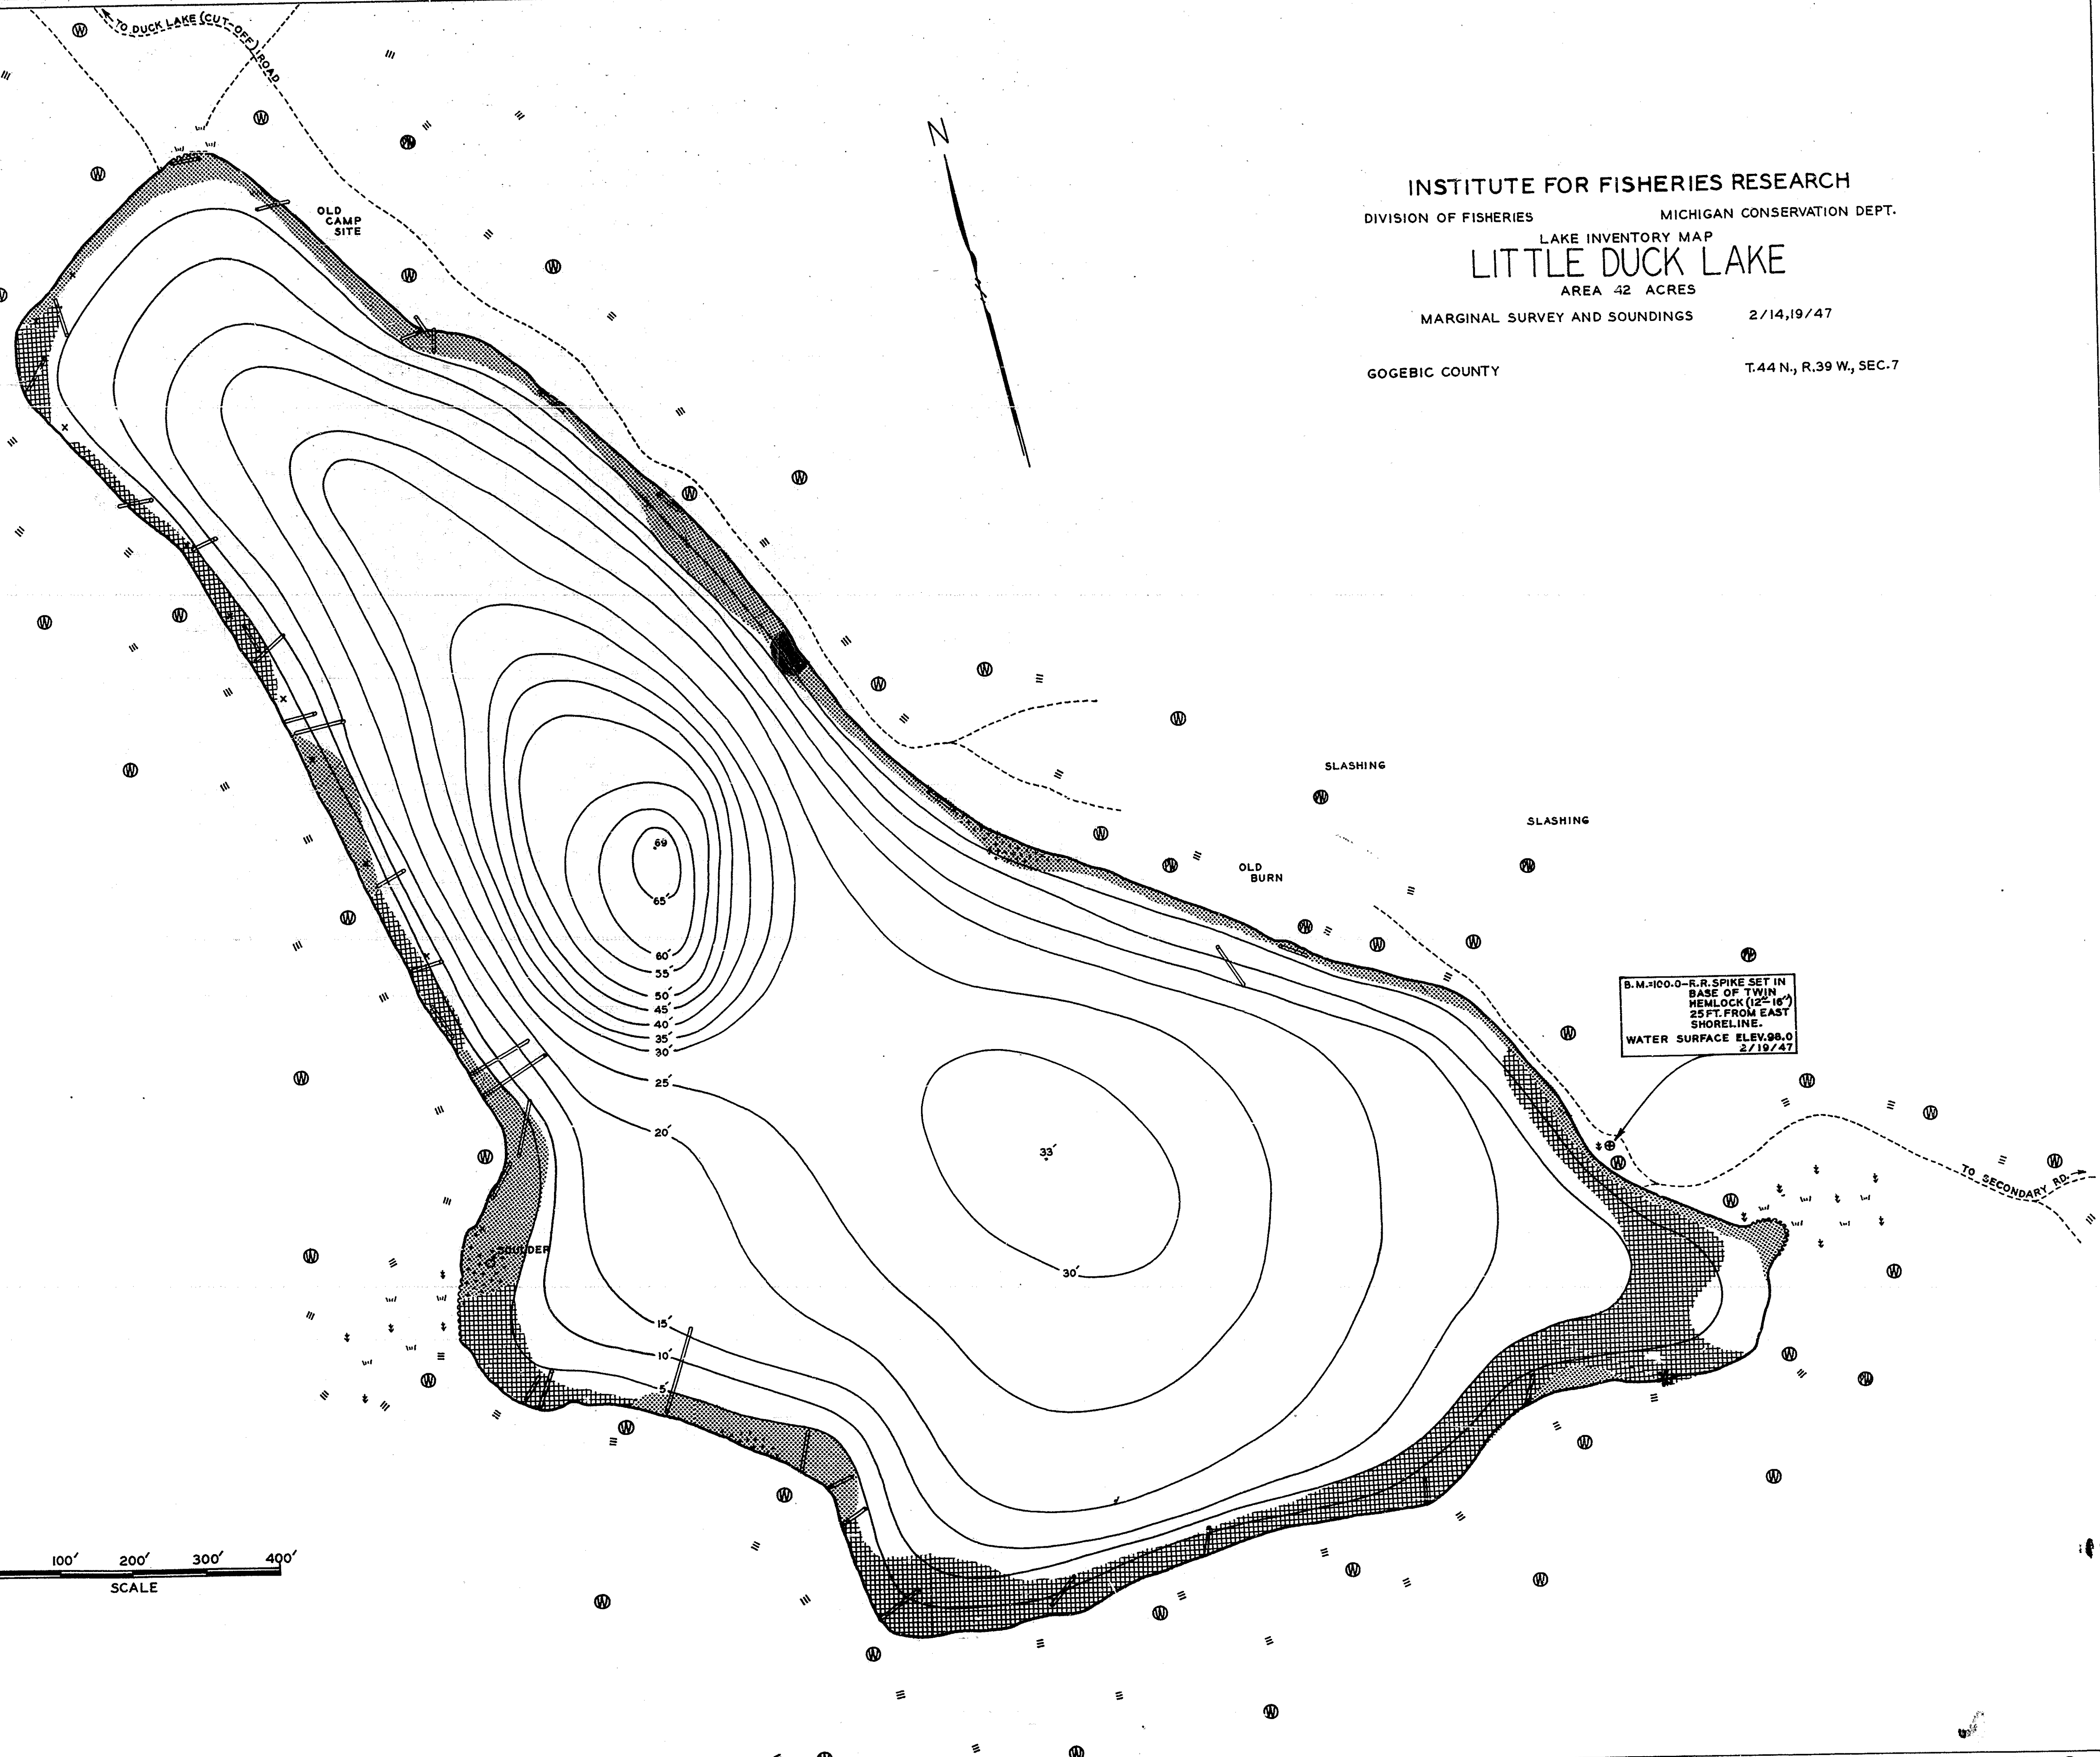 TO DUCK LAKE (CUT-OFF) ROAD
OLD
CAMP
SITE
N
INSTITUTE FOR FISHERIES RESEARCH
DIVISION OF FISHERIES MICHIGAN CONSERVATION DEPT.
LAKE INVENTORY MAP
LITTLE DUCK LAKE
AREA 42 ACRES
MARGINAL SURVEY AND SOUNDINGS 2/14,19/47
GOGEBIC COUNTY T.44 N., R.39 W., SEC.7
SLASHING
SLASHING
OLD
BURN
69
65'
60'
55'
50'
45'
40'
35'
30'
25'
20'
15'
10'
5'
33'
30'
B.M.=100.0-R.R.SPIKE SET IN
BASE OF TWIN
HEMLOCK (12"-16")
25 FT. FROM EAST
SHORELINE.
WATER SURFACE ELEV.98.0
2/19/47
TO SECONDARY RD.
BOULDER
100' 200' 300' 400'
SCALE